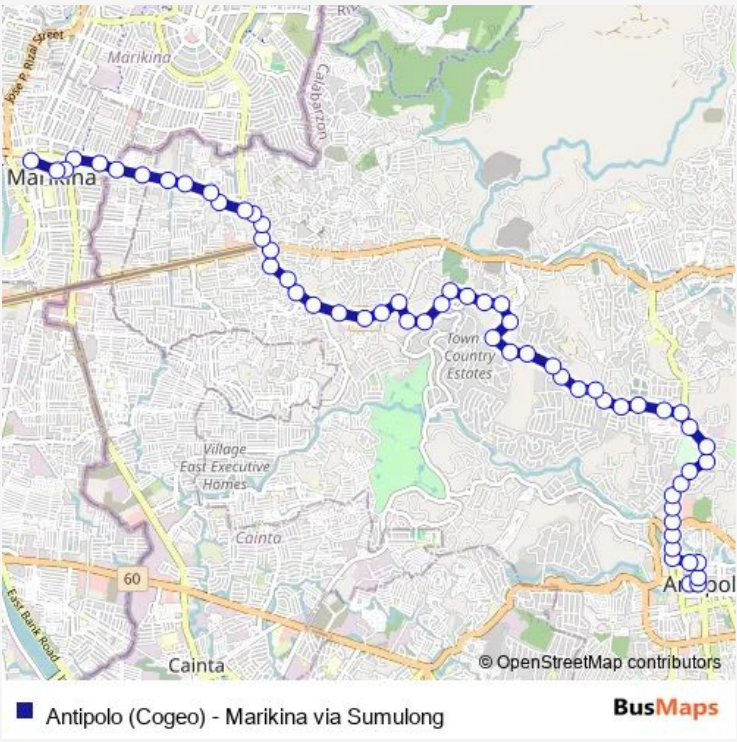 Jose P. Rizal Street
Marikina
Calabarzon
Marikina
Town
Country
Estates
Village
East Executive
Homes
Cainta
60
East Bank Road
Cainta
© OpenStreetMap contributors
Antipolo (Cogeo) - Marikina via Sumulong
BusMaps